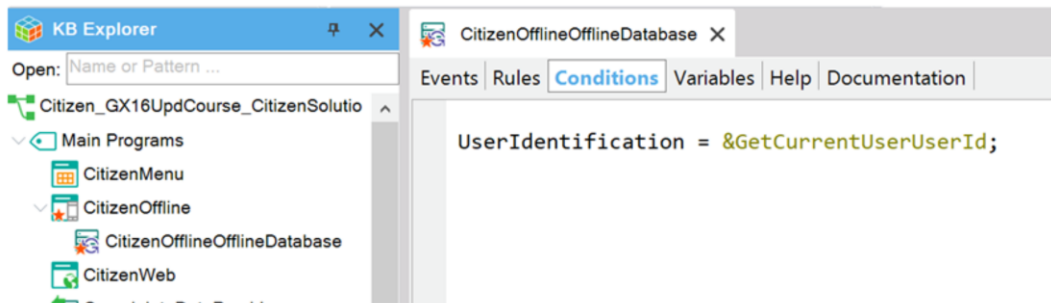 KB Explorer
Open: Name or Pattern ...
Citizen_GX16UpdCourse_CitizenSolutio
Main Programs
CitizenMenu
CitizenOffline
CitizenOfflineOfflineDatabase
CitizenWeb
CitizenOfflineOfflineDatabase
Events Rules Conditions Variables Help Documentation
UserIdentification = &GetCurrentUserUserId;